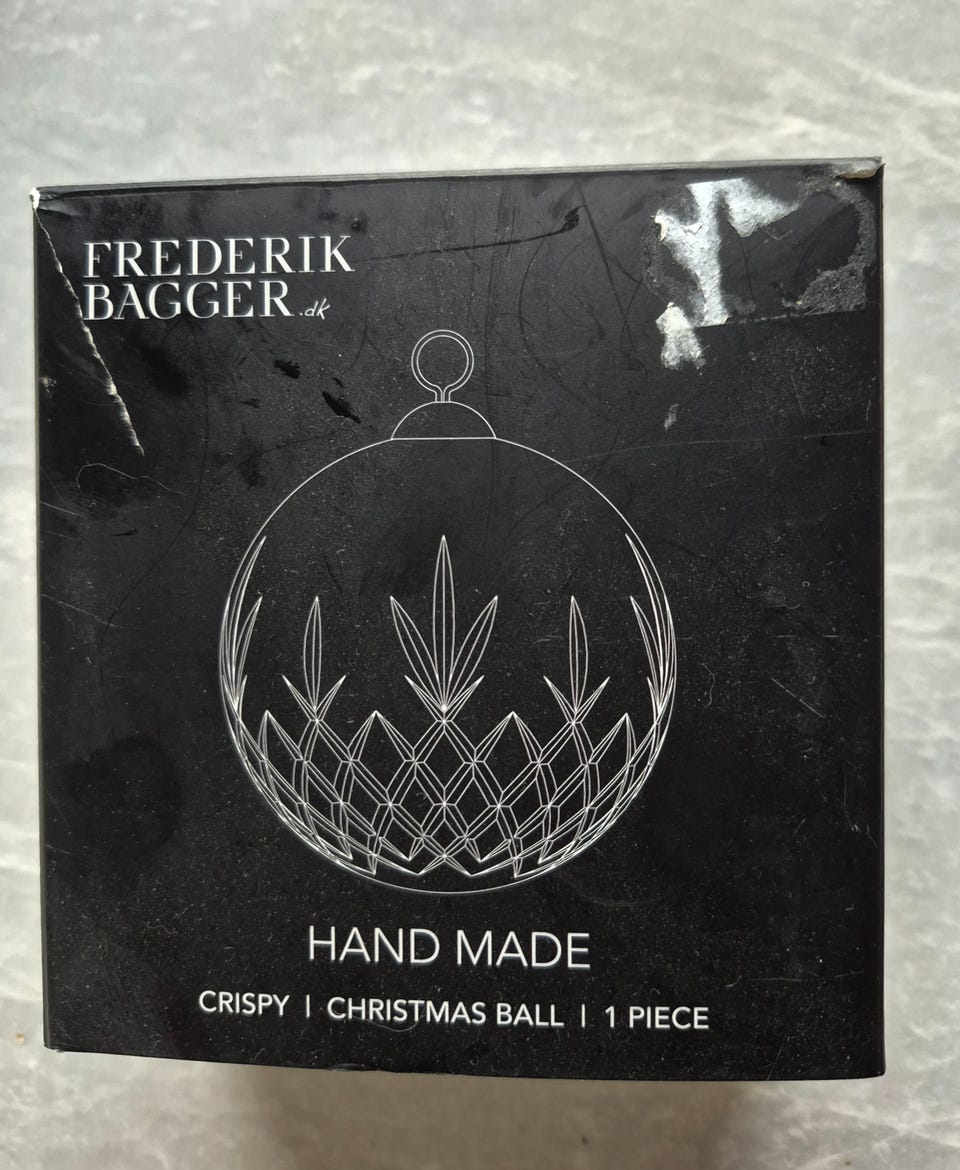 FREDERIK
BAGGER.dk
HAND MADE
CRISPY | CHRISTMAS BALL | 1 PIECE